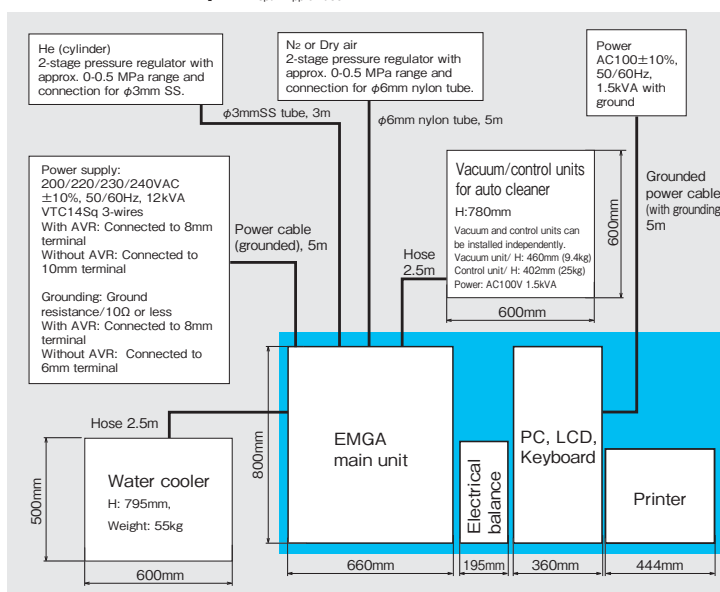 He (cylinder)
2-stage pressure regulator with
approx. 0-0.5 MPa range and
connection for φ3mm SS.
N2 or Dry air
2-stage pressure regulator with
approx. 0-0.5 MPa range and
connection for φ6mm nylon tube.
Power
AC100±10%,
50/60Hz,
1.5kVA with
ground
φ3mmSS tube, 3m
φ6mm nylon tube, 5m
Power supply:
200/220/230/240VAC
±10%, 50/60Hz, 12kVA
VTC14Sq 3-wires
With AVR: Connected to 8mm
terminal
Without AVR: Connected to
10mm terminal
Grounding: Ground
resistance/10Ω or less
With AVR: Connected to 8mm
terminal
Without AVR: Connected to
6mm terminal
Power cable
(grounded), 5m
Hose
2.5m
Vacuum/control units
for auto cleaner
H:780mm
Vacuum and control units can
be installed independently.
Vacuum unit/ H: 460mm (9.4kg)
Control unit/ H: 402mm (25kg)
Power: AC100V 1.5kVA
600mm
600mm
Grounded
power cable
(with grounding)
5m
Hose 2.5m
Water cooler
H: 795mm,
Weight: 55kg
500mm
600mm
800mm
EMGA
main unit
660mm
Electrical
balance
195mm
PC, LCD,
Keyboard
360mm
Printer
444mm